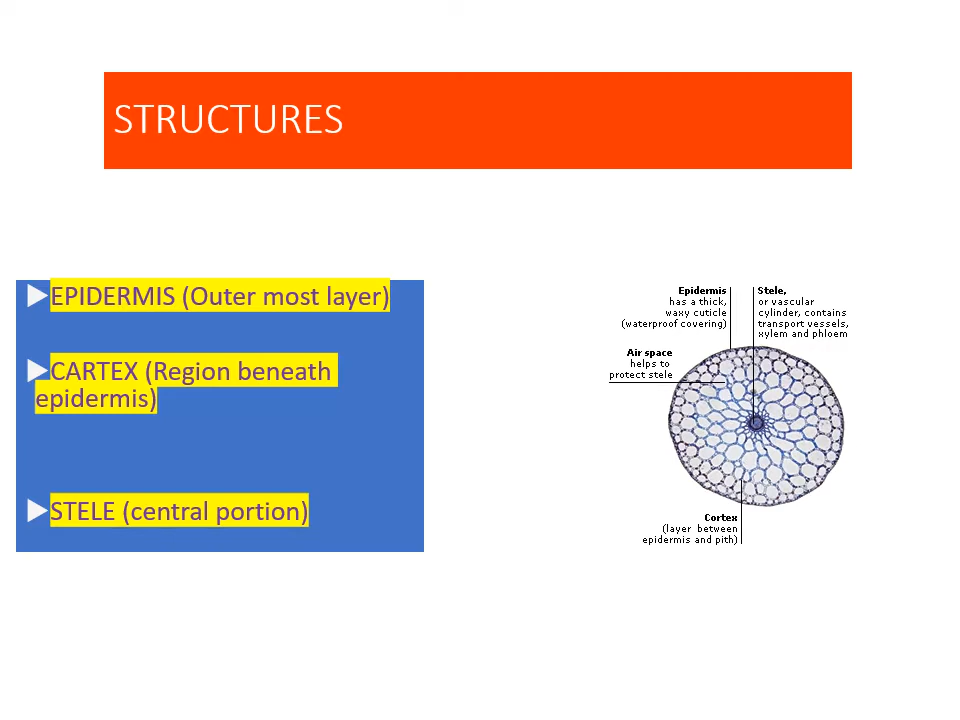 STRUCTURES
EPIDERMIS (Outer most layer)
CARTEX (Region beneath
epidermis)
STELE (central portion)
Epidermis
has a thick,
waxy cuticle
(waterproof covering)
Stele,
or vascular
cylinder, contains
transport vessels,
xylem and phloem
Air space
helps to
protect stele
Cortex
(layer between
epidermis and pith)